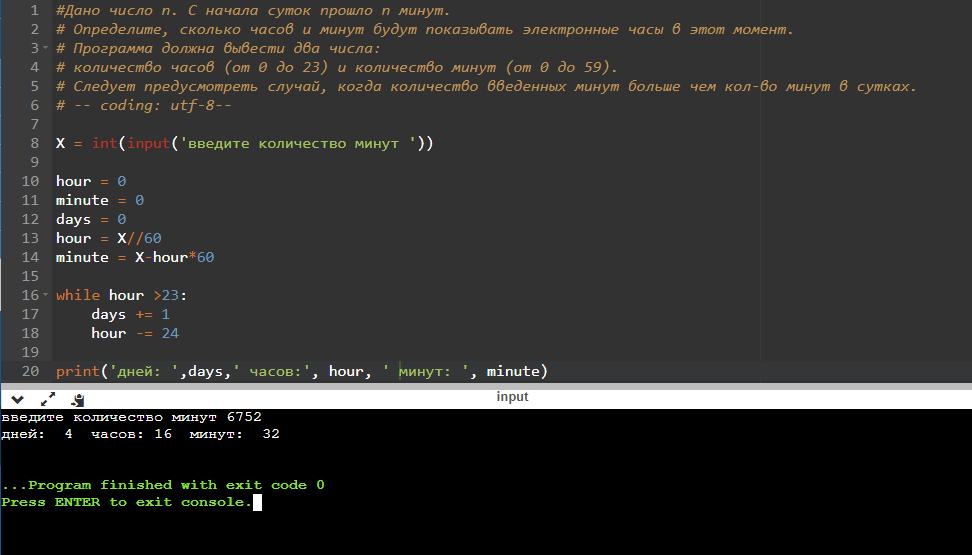 1 #Дано число n. С начала суток прошло n минут.
2 # Определите, сколько часов и минут будут показывать электронные часы в этот момент.
3 # Программа должна вывести два числа:
4 # количество часов (от 0 до 23) и количество минут (от 0 до 59).
5 # Следует предусмотреть случай, когда количество введенных минут больше чем кол-во минут в сутках.
6 # -- coding: utf-8--
7
8 X = int(input('введите количество минут '))
9
10 hour = 0
11 minute = 0
12 days = 0
13 hour = X//60
14 minute = X-hour*60
15
16 while hour >23:
17 days += 1
18 hour -= 24
19
20 print('дней: ',days,' часов:', hour, ' минут: ', minute)
input
введите количество минут 6752
дней:  4  часов: 16  минут:  32
...Program finished with exit code 0
Press ENTER to exit console.